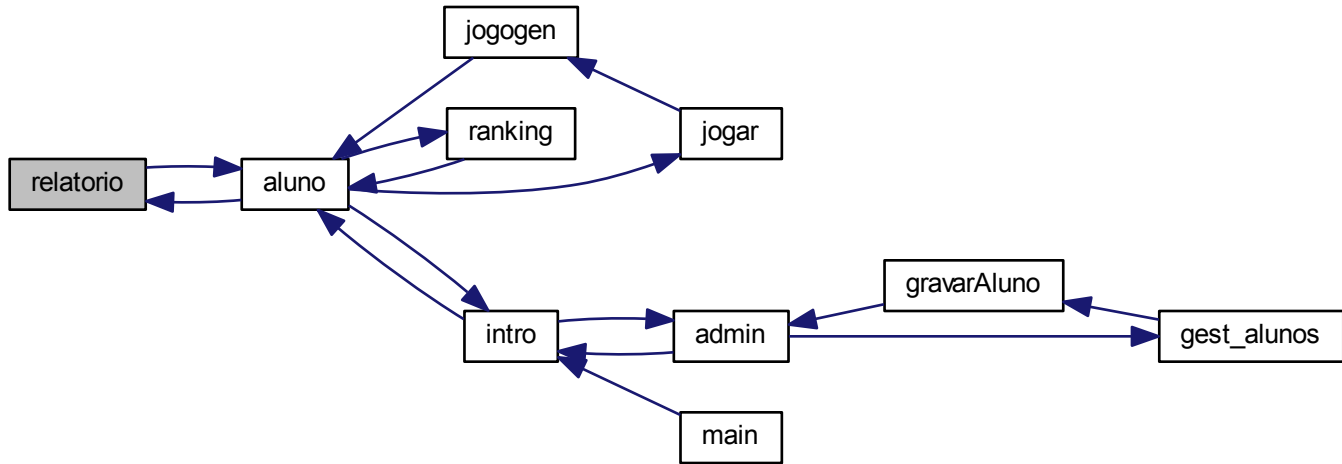 jogogen
ranking
jogar
relatorio
aluno
gravarAluno
intro
admin
gest_alunos
main